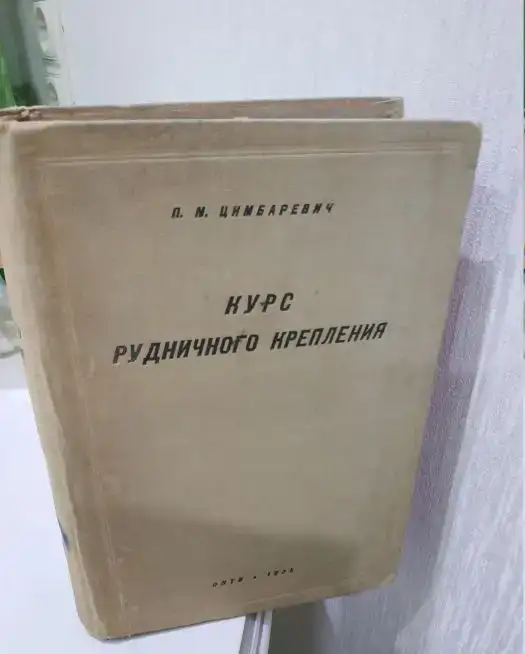 П. М. ЦИМБАРЕВИЧ
КУРС
РУДНИЧНОГО КРЕПЛЕНИЯ
ОНТИ •